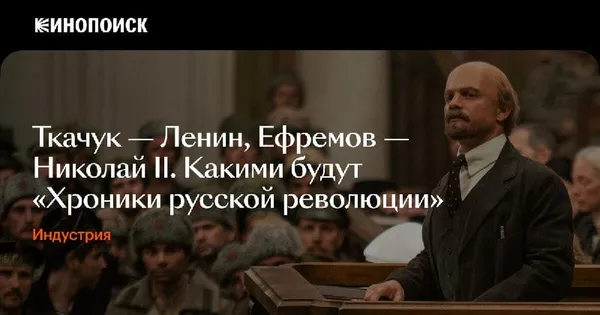 КИНОПОИСК
Ткачук — Ленин, Ефремов —
Николай II. Какими будут
«Хроники русской революции»
Индустрия